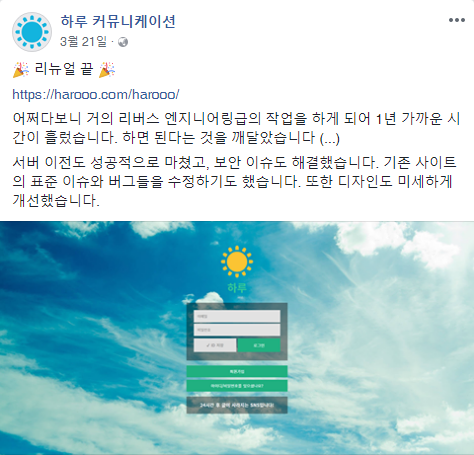 하루 커뮤니케이션
3월 21일 ·
🎉 리뉴얼 끝 🎉
https://harooo.com/harooo/
어쩌다보니 거의 리버스 엔지니어링급의 작업을 하게 되어 1년 가까운 시
간이 흘렀습니다. 하면 된다는 것을 깨달았습니다 (...)
서버 이전도 성공적으로 마쳤고, 보안 이슈도 해결했습니다. 기존 사이트
의 표준 이슈와 버그들을 수정하기도 했습니다. 또한 디자인도 미세하게
개선했습니다.
하루
로그인
회원가입